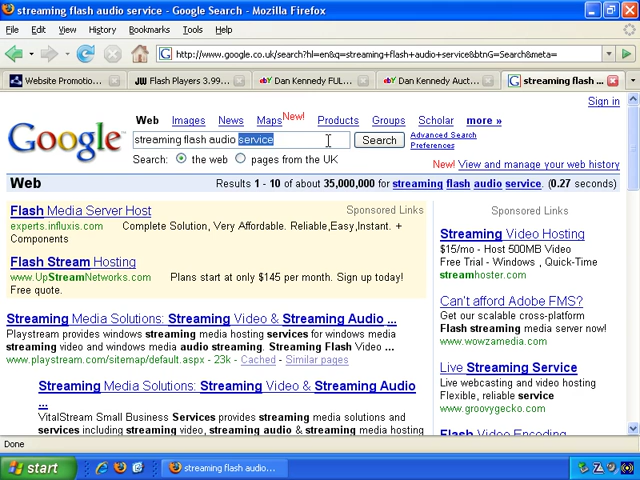 streaming flash audio service - Google Search - Mozilla Firefox
File Edit View History Bookmarks Tools Help
http://www.google.co.uk/search?hl=en&q=streaming+flash+audio+service&btnG=Search&meta=
Website Promotio... JW Flash Players 3.99... Dan Kennedy FUL... Dan Kennedy Auct... streaming flash ...
Sign in
Web Images News Maps New! Products Groups Scholar more »
Google
streaming flash audio service Search Advanced Search
Preferences
Search: the web pages from the UK
New! View and manage your web history
Web Results 1 - 10 of about 35,000,000 for streaming flash audio service. (0.27 seconds)
Flash Media Server Host Sponsored Links
experts.influxis.com Complete Solution, Very Affordable. Reliable,Easy,Instant. +
Components
Flash Stream Hosting
www.UpStreamNetworks.com Plans start at only $145 per month. Sign up today!
Free quote.
Streaming Media Solutions: Streaming Video & Streaming Audio ...
Playstream provides windows streaming media hosting services for windows media
streaming video and windows media audio streaming. Streaming Flash Video ...
www.playstream.com/sitemap/default.aspx - 23k - Cached - Similar pages
Streaming Media Solutions: Streaming Video & Streaming Audio
...
VitalStream Small Business Services provides streaming media solutions and
services including streaming video, streaming audio & streaming media hosting
Sponsored Links
Streaming Video Hosting
$15/mo - Host 500MB Video
Free Trial - Windows , Quick-Time
streamhoster.com
Can't afford Adobe FMS?
Get our scalable cross-platform
Flash streaming media server now!
www.wowzamedia.com
Live Streaming Service
Live webcasting and video hosting
Flexible, reliable service
www.groovygecko.com
Flash Video Encoding
Done
start streaming flash audio...